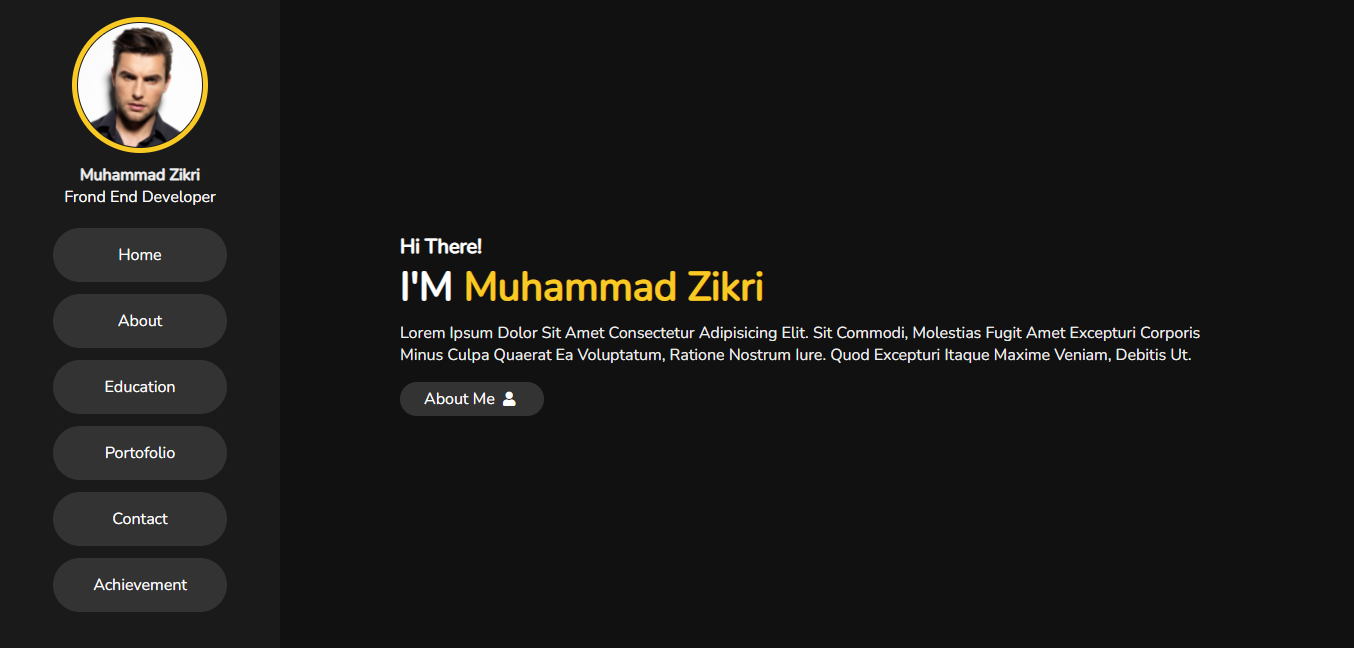 Muhammad Zikri
Frond End Developer
Home
About
Education
Portofolio
Contact
Achievement
Hi There!
I'M Muhammad Zikri
Lorem Ipsum Dolor Sit Amet Consectetur Adipisicing Elit. Sit Commodi, Molestias Fugit Amet Excepturi Corporis
Minus Culpa Quaerat Ea Voluptatum, Ratione Nostrum Iure. Quod Excepturi Itaque Maxime Veniam, Debitis Ut.
About Me